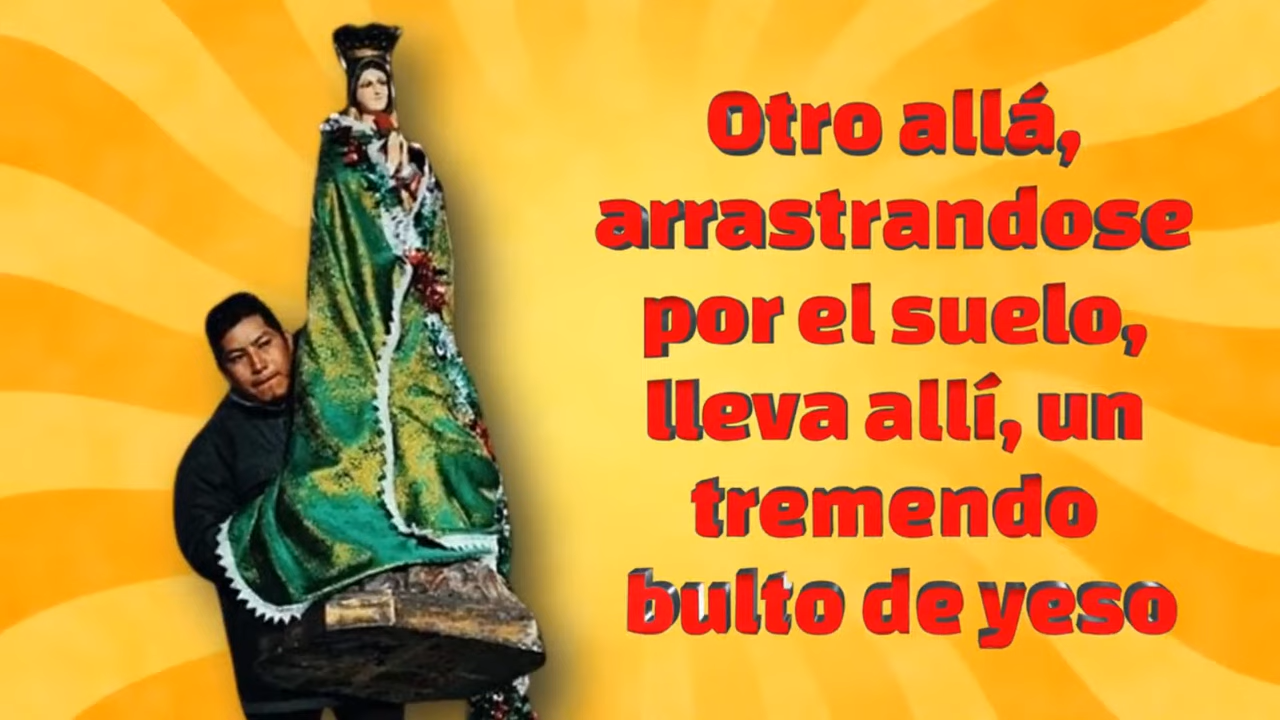 Otro allá,
arrastrandose
por el suelo,
lleva allí, un
tremendo
bulto de yeso